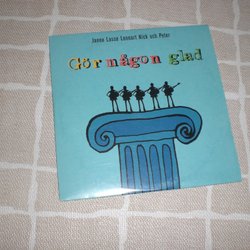 Janne Lasse Lennart Nick och Peter
Gör någon glad